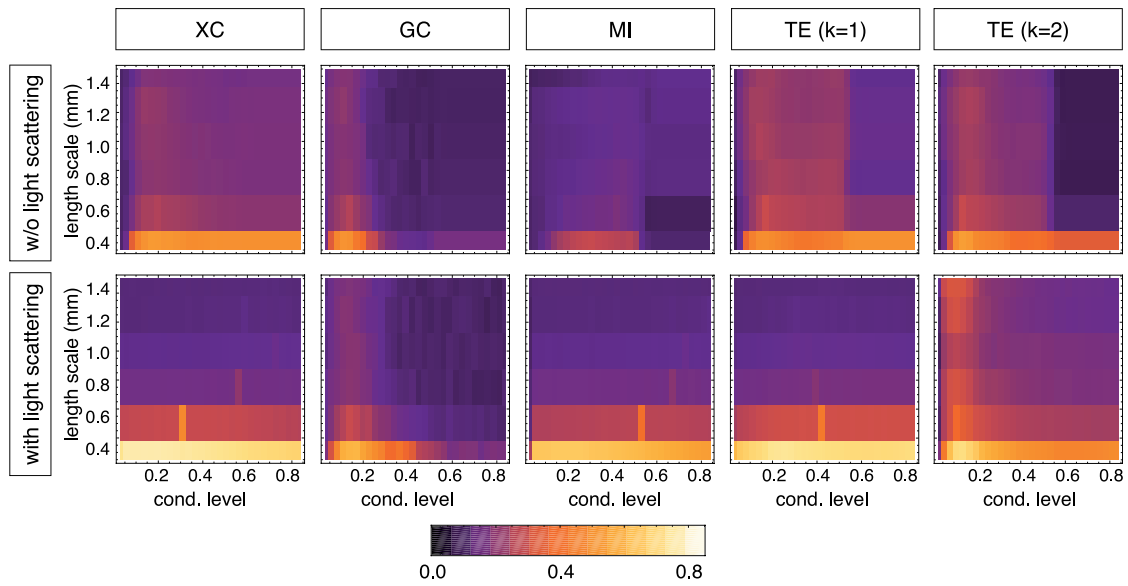 XC GC MI TE (k=1) TE (k=2)
w/o light scattering
length scale (mm)
1.4
1.2
1.0
0.8
0.6
0.4
with light scattering
length scale (mm)
1.4
1.2
1.0
0.8
0.6
0.4
0.2 0.4 0.6 0.8 0.2 0.4 0.6 0.8 0.2 0.4 0.6 0.8 0.2 0.4 0.6 0.8 0.2 0.4 0.6 0.8
cond. level cond. level cond. level cond. level cond. level
0.0 0.4 0.8